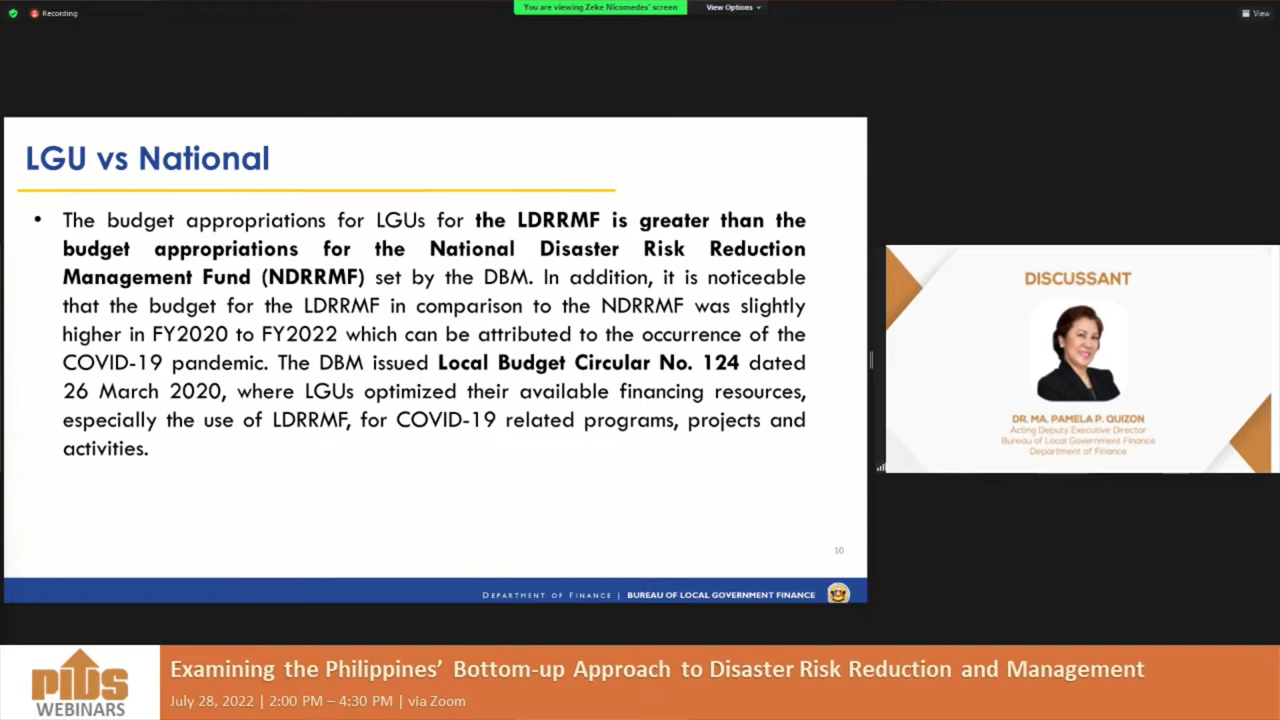 Recording
You are viewing Zeke Nicomedes' screen
View Options
View
LGU vs National
• The budget appropriations for LGUs for the LDRRMF is greater than the
budget appropriations for the National Disaster Risk Reduction
Management Fund (NDRRMF) set by the DBM. In addition, it is noticeable
that the budget for the LDRRMF in comparison to the NDRRMF was slightly
higher in FY2020 to FY2022 which can be attributed to the occurrence of the
COVID-19 pandemic. The DBM issued Local Budget Circular No. 124 dated
26 March 2020, where LGUs optimized their available financing resources,
especially the use of LDRRMF, for COVID-19 related programs, projects and
activities.
10
DEPARTMENT OF FINANCE | BUREAU OF LOCAL GOVERNMENT FINANCE
DISCUSSANT
DR. MA. PAMELA P. QUIZON
Acting Deputy Executive Director
Bureau of Local Government Finance
Department of Finance
PIDS
WEBINARS
Examining the Philippines' Bottom-up Approach to Disaster Risk Reduction and Management
July 28, 2022 | 2:00 PM – 4:30 PM | via Zoom